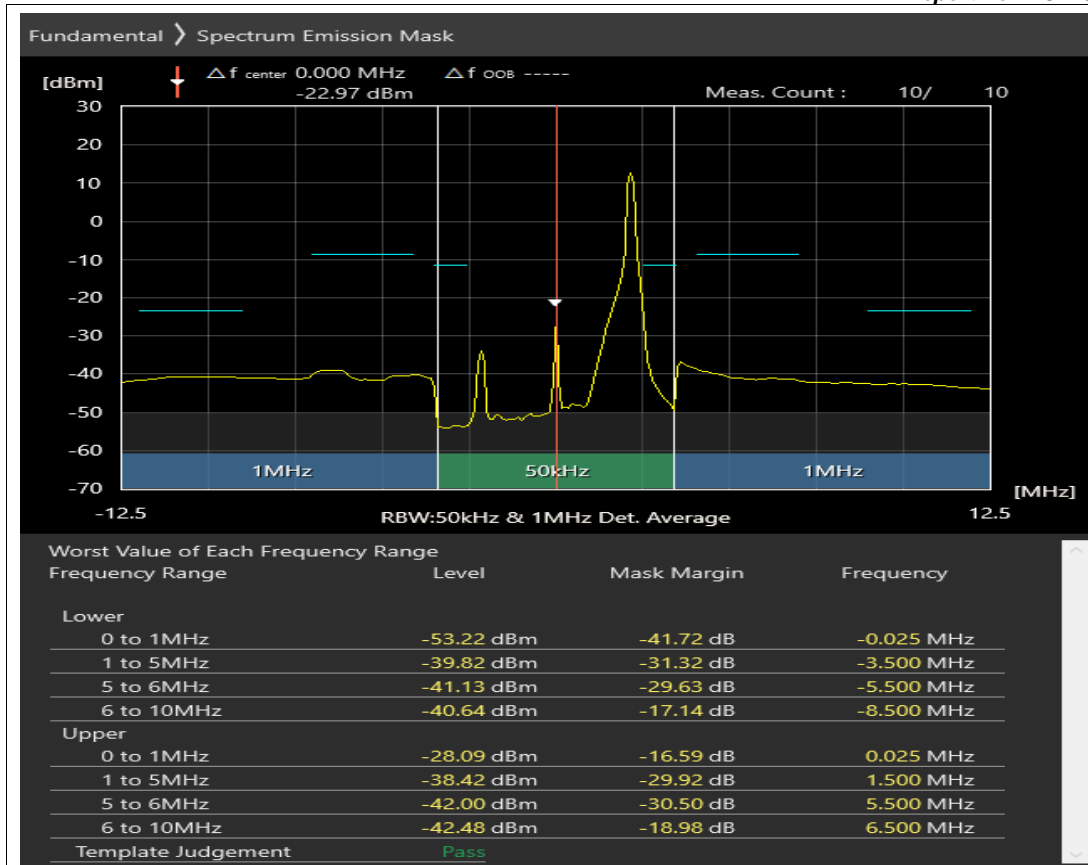 Fundamental 〉 Spectrum Emission Mask
△f center 0.000 MHz △f OOB -----
[dBm]
-22.97 dBm Meas. Count : 10/ 10
30
20
10
0
-10
-20
-30
-40
-50
-60
1MHz 50kHz 1MHz
-70
[MHz]
-12.5 RBW:50kHz & 1MHz Det. Average 12.5
Worst Value of Each Frequency Range
Frequency Range Level Mask Margin Frequency
Lower
0 to 1MHz -53.22 dBm -41.72 dB -0.025 MHz
1 to 5MHz -39.82 dBm -31.32 dB -3.500 MHz
5 to 6MHz -41.13 dBm -29.63 dB -5.500 MHz
6 to 10MHz -40.64 dBm -17.14 dB -8.500 MHz
Upper
0 to 1MHz -28.09 dBm -16.59 dB 0.025 MHz
1 to 5MHz -38.42 dBm -29.92 dB 1.500 MHz
5 to 6MHz -42.00 dBm -30.50 dB 5.500 MHz
6 to 10MHz -42.48 dBm -18.98 dB 6.500 MHz
Template Judgement Pass